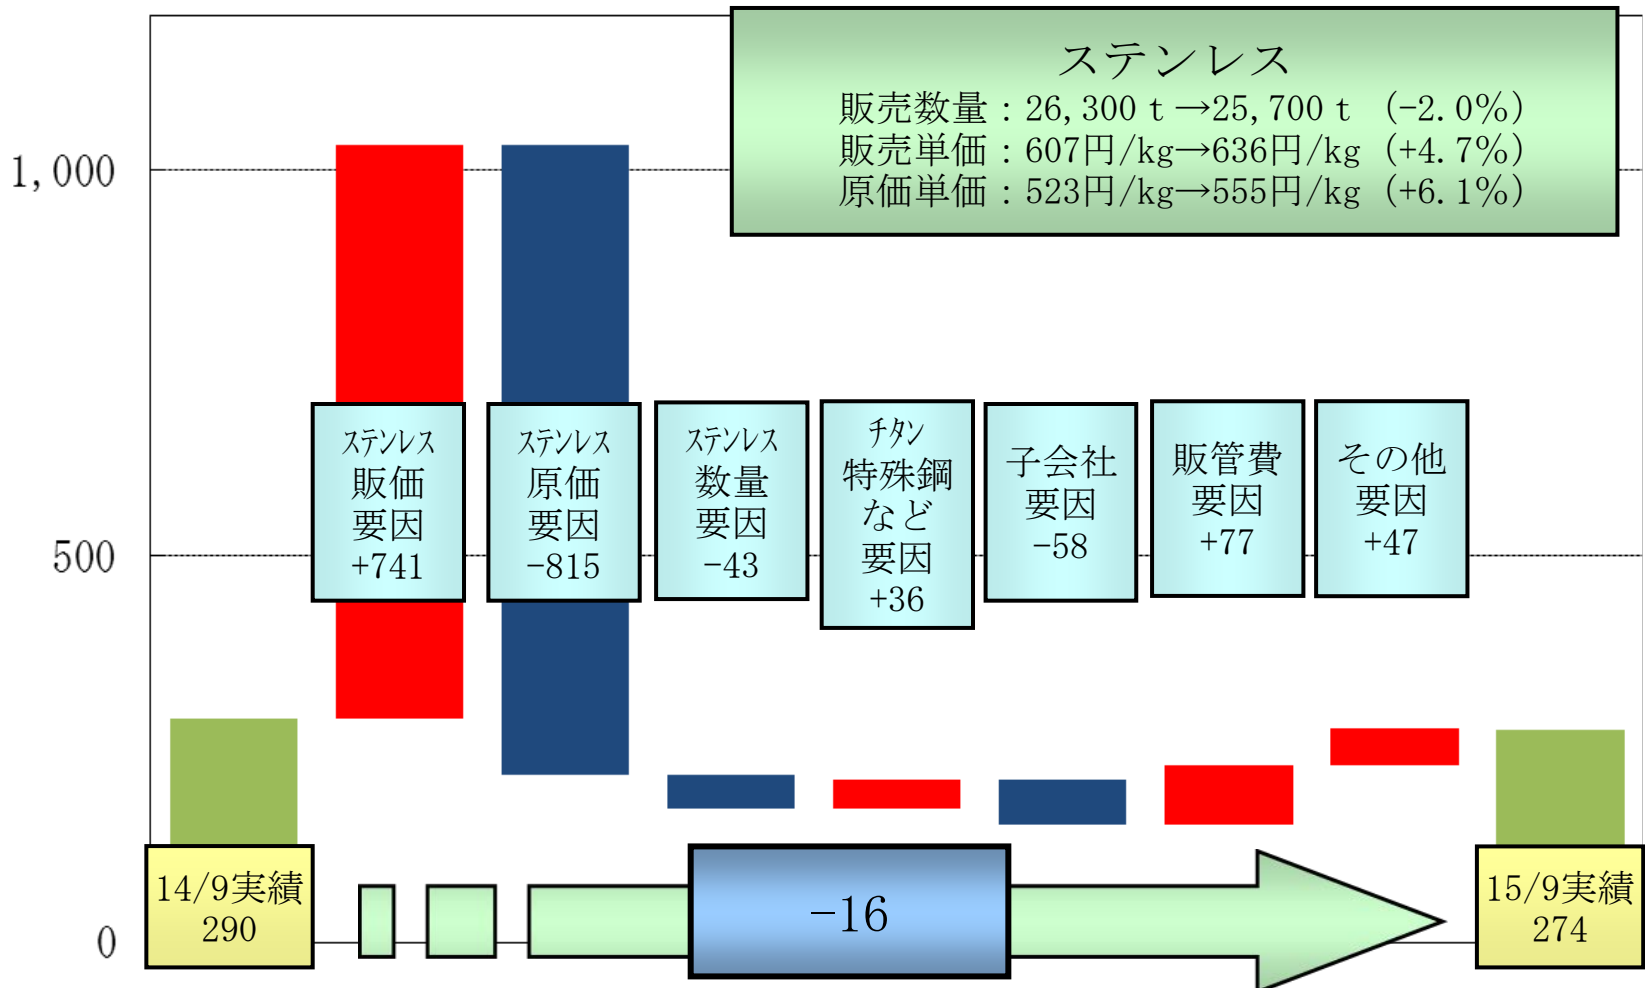 ステンレス
販売数量：26,300ｔ→25,700ｔ（-2.0％）
販売単価：607円/kg→636円/kg（+4.7％）
原価単価：523円/kg→555円/kg（+6.1％）
1,000
500
0
ｽﾃﾝﾚｽ
販価
要因
+741
ｽﾃﾝﾚｽ
原価
要因
-815
ｽﾃﾝﾚｽ
数量
要因
-43
ﾁﾀﾝ
特殊鋼
など
要因
+36
子会社
要因
-58
販管費
要因
+77
その他
要因
+47
14/9実績
290
-16
15/9実績
274